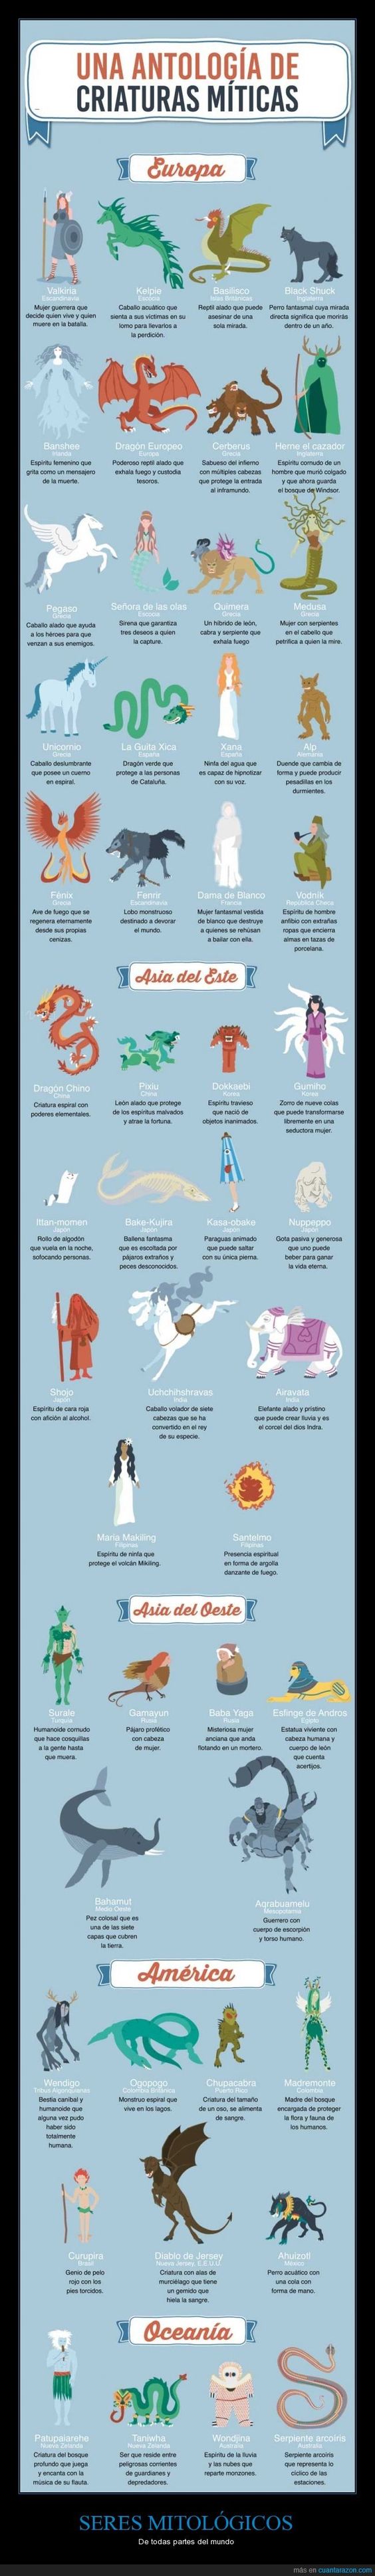 UNA ANTOLOGÍA DE
CRIATURAS MÍTICAS
Europa
Valkiria
Escandinavia
Mujer guerrera que
decide quien vive y quien
muere en la batalla.
Kelpie
Escocia
Caballo acuático que
sienta a sus victimas en su
lomo para llevarlos a
la perdición.
Basilisco
Islas Británicas
Reptil alado que puede
asesinar de una
sola mirada.
Black Shuck
Inglaterra
Perro fantasmal cuya mirada
directa significa que morirás
dentro de un año.
Banshee
Irlanda
Espíritu femenino que
grita como un mensajero
de la muerte.
Dragón Europeo
Europa
Poderoso reptil alado que
exhala fuego y custodia
tesoros.
Cerberus
Grecia
Sabueso del infierno
con múltiples cabezas
que protege la entrada
al inframundo.
Herne el cazador
Inglaterra
Espíritu cornudo de un
hombre que murió colgado
y que ahora guarda
el bosque de Windsor.
Pegaso
Grecia
Caballo alado que ayuda
a los héroes para que
venzan a sus enemigos.
Señora de las olas
Escocia
Sirena que garantiza
tres deseos a quien
la capture.
Quimera
Grecia
Un híbrido de león,
cabra y serpiente que
exhala fuego
Medusa
Grecia
Mujer con serpientes
en el cabello que
petrifica a quien la mire.
Unicornio
Grecia
Caballo deslumbrante
que posee un cuerno
en espiral.
La Guita Xica
España
Dragón verde que
protege a las personas
de Cataluña.
Xana
España
Ninfa del agua que
es capaz de hipnotizar
con su voz.
Alp
Alemania
Duende que cambia de
forma y puede producir
pesadillas en los
durmientes.
Fénix
Grecia
Ave de fuego que se
regenera eternamente
desde sus propias
cenizas.
Fenrir
Escandinavia
Lobo monstruoso
destinado a devorar
el mundo.
Dama de Blanco
Francia
Mujer fantasmal vestida
de blanco que destruye
a quienes se rehúsan
a bailar con ella.
Vodník
República Checa
Espíritu de hombre
anfibio con extrañas
ropas que encierra
almas en tazas de
porcelana.
Asia del Este
Dragón Chino
China
Criatura espiral con
poderes elementales.
Pixiu
China
León alado que protege
de los espíritus malvados
y atrae la fortuna.
Dokkaebi
Korea
Espíritu travieso
que nació de
objetos inanimados.
Gumiho
Korea
Zorro de nueve colas
que puede transformarse
libremente en una
seductora mujer.
Ittan-momen
Japón
Rollo de algodón
que vuela en la noche,
sofocando personas.
Bake-Kujira
Japón
Ballena fantasma
que es escoltada por
pájaros extraños y
peces desconocidos.
Kasa-obake
Japón
Paraguas animado
que puede saltar
con su única pierna.
Nuppeppo
Japón
Gota pasiva y generosa
que uno puede
beber para ganar
la vida eterna.
Shojo
Japón
Espíritu de cara roja
con afición al alcohol.
Uchchihshravas
India
Caballo volador de siete
cabezas que se ha
convertido en el rey
de su especie.
Airavata
India
Elefante alado y prístino
que puede crear lluvia y es
el corcel del dios Indra.
Maria Makiling
Filipinas
Espíritu de ninfa que
protege el volcán Mikiling.
Santelmo
Filipinas
Presencia espiritual
en forma de argolla
danzante de fuego.
Asia del Oeste
Surale
Turquía
Humanoide cornudo
que hace cosquillas
a la gente hasta
que muera.
Gamayun
Rusia
Pájaro profético
con cabeza
de mujer.
Baba Yaga
Rusia
Misteriosa mujer
anciana que anda
flotando en un mortero.
Esfinge de Andros
Egipto
Estatua viviente con
cabeza humana y
cuerpo de león
que cuenta
acertijos.
Bahamut
Medio Oeste
Pez colosal que es
una de las siete
capas que cubren
la tierra.
Aqrabuamelu
Mesopotamia
Guerrero con
cuerpo de escorpión
y torso humano.
América
Wendigo
Tribus Algonquianas
Bestia caníbal y
humanoide que
alguna vez pudo
haber sido
totalmente
humana.
Ogopogo
Colombia Británica
Monstruo espiral que
vive en los lagos.
Chupacabra
Puerto Rico
Criatura del tamaño
de un oso, se alimenta
de sangre.
Madremonte
Colombia
Madre del bosque
encargada de proteger
la flora y fauna de
los humanos.
Curupira
Brasil
Genio de pelo
rojo con los
pies torcidos.
Diablo de Jersey
Nueva Jersey, E.E.U.U.
Criatura con alas de
murciélago que tiene
un gemido que
hiela la sangre.
Ahuizotl
México
Perro acuático con
una cola con
forma de mano.
Oceanía
Patupaiarehe
Nueva Zelanda
Criatura del bosque
profundo que juega
y encanta con la
música de su flauta.
Taniwha
Nueva Zelanda
Ser que reside entre
peligrosas corrientes
de guardianes y
depredadores.
Wondjina
Australia
Espíritu de la lluvia
y las nubes que
reparte monzones.
Serpiente arcoíris
Australia
Serpiente arcoíris
que representa lo
cíclico de las
estaciones.
SERES MITOLÓGICOS
De todas partes del mundo
más en cuantarazon.com